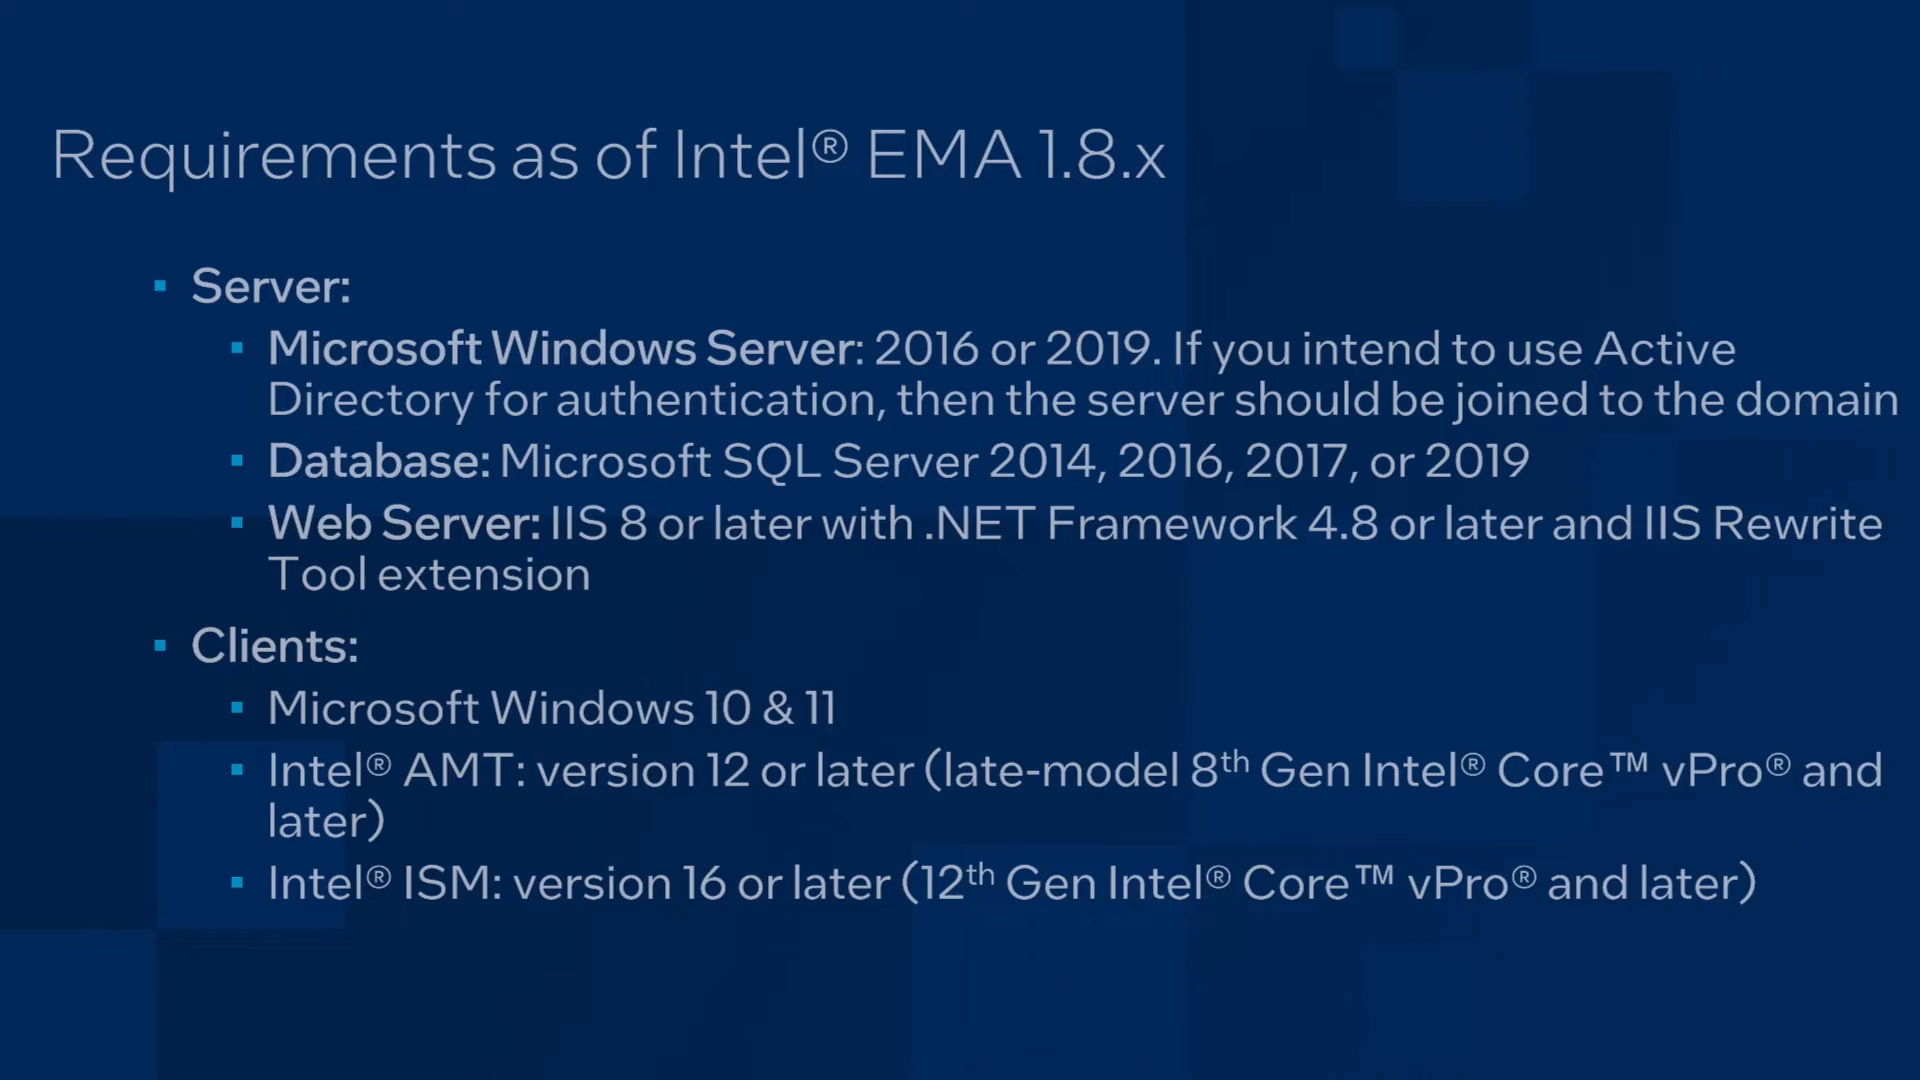 Requirements as of Intel® EMA 1.8.x
▪ Server:
▪ Microsoft Windows Server: 2016 or 2019. If you intend to use Active
Directory for authentication, then the server should be joined to the domain
▪ Database: Microsoft SQL Server 2014, 2016, 2017, or 2019
▪ Web Server: IIS 8 or later with .NET Framework 4.8 or later and IIS Rewrite
Tool extension
▪ Clients:
▪ Microsoft Windows 10 & 11
▪ Intel® AMT: version 12 or later (late-model 8th Gen Intel® Core™ vPro® and
later)
▪ Intel® ISM: version 16 or later (12th Gen Intel® Core™ vPro® and later)